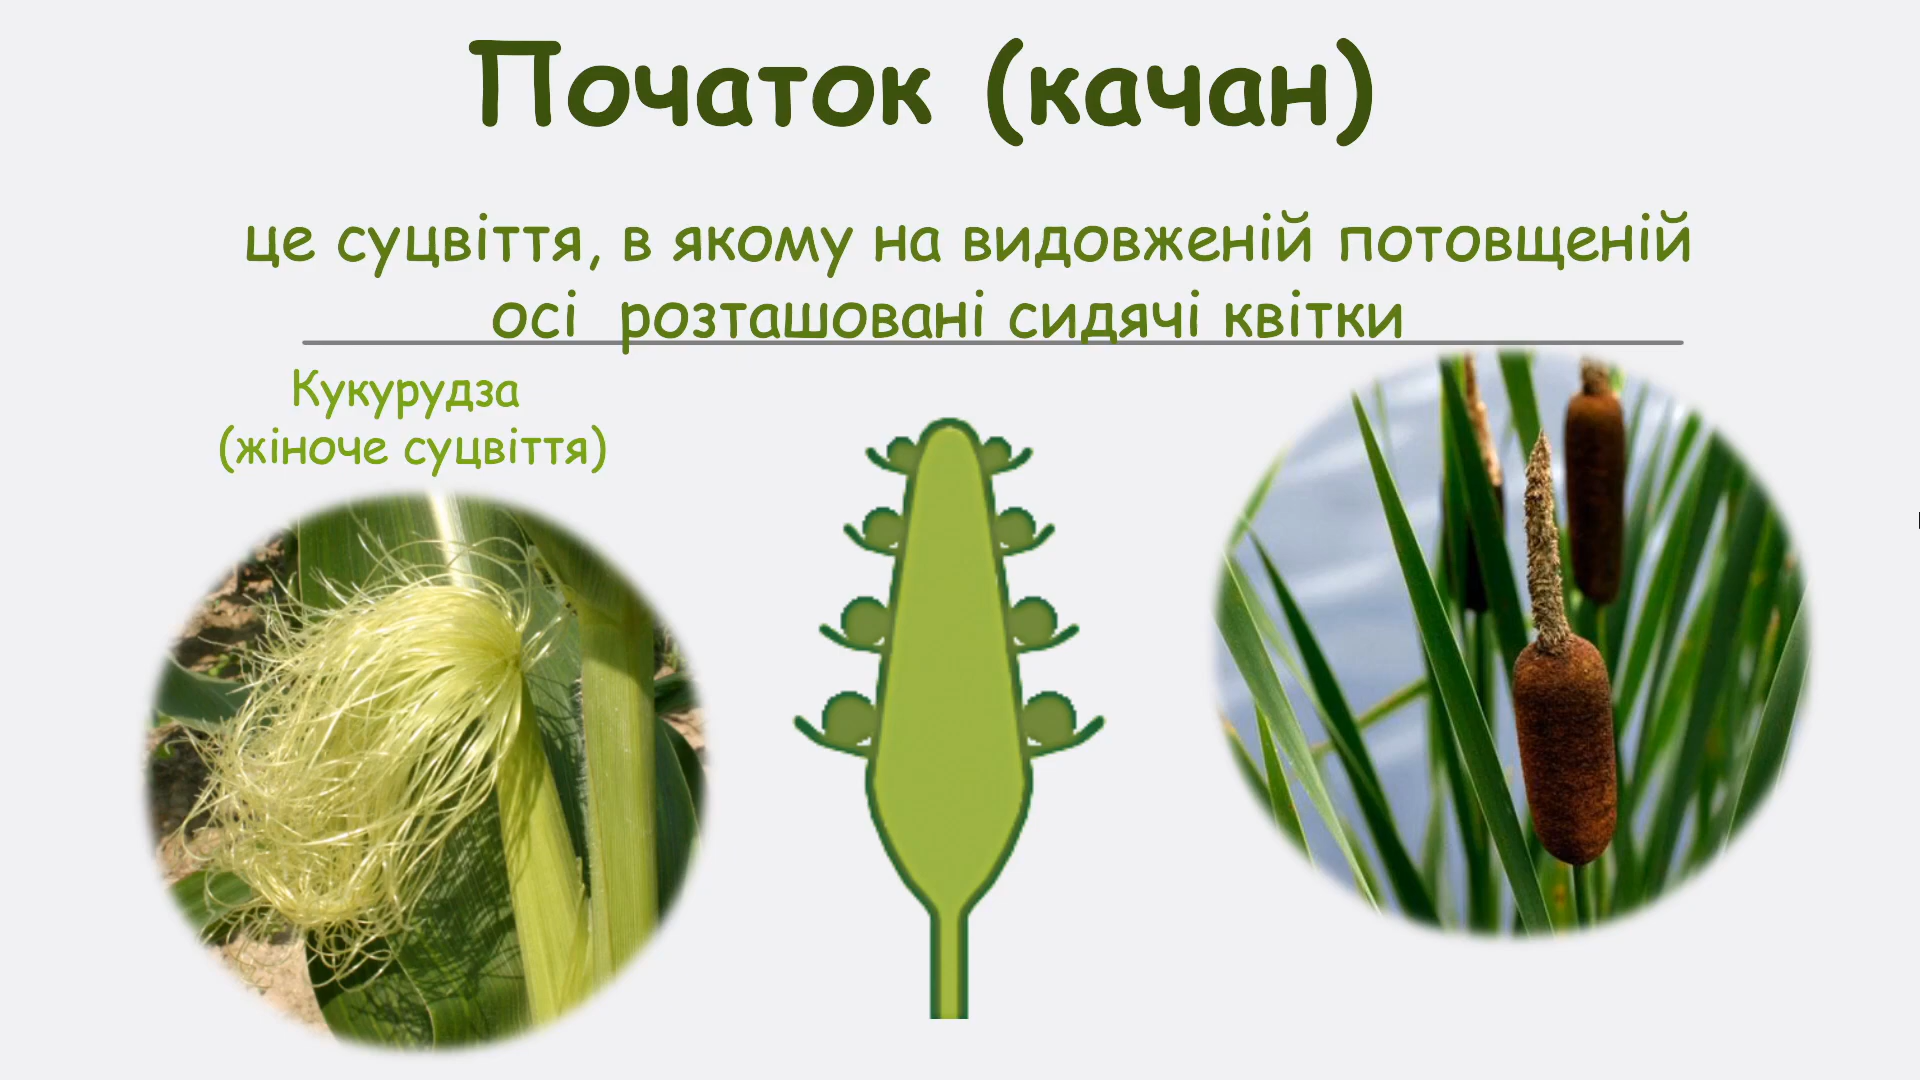 Початок (качан)
це суцвіття, в якому на видовженій потовщеній
осі розташовані сидячі квітки
Кукурудза
(жіноче суцвіття)